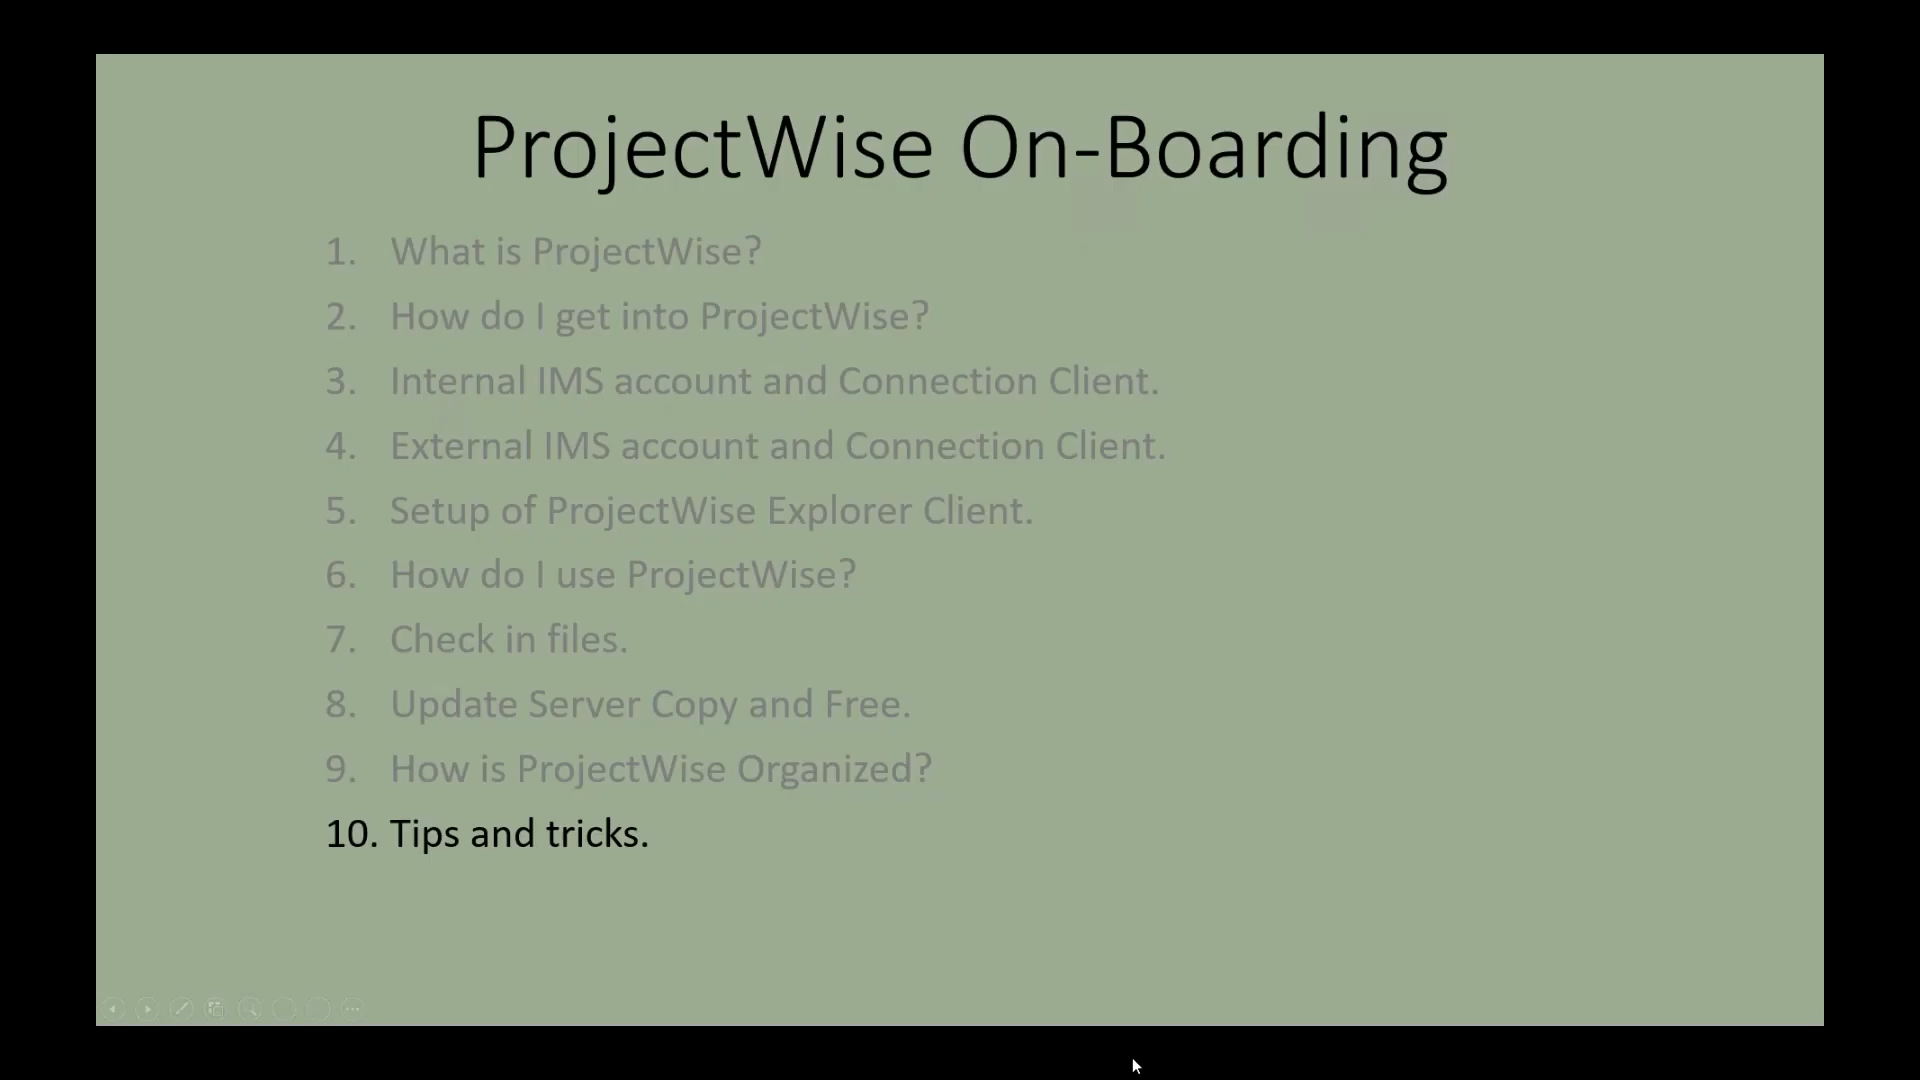 ProjectWise On-Boarding
1. What is ProjectWise?
2. How do I get into ProjectWise?
3. Internal IMS account and Connection Client.
4. External IMS account and Connection Client.
5. Setup of ProjectWise Explorer Client.
6. How do I use ProjectWise?
7. Check in files.
8. Update Server Copy and Free.
9. How is ProjectWise Organized?
10. Tips and tricks.